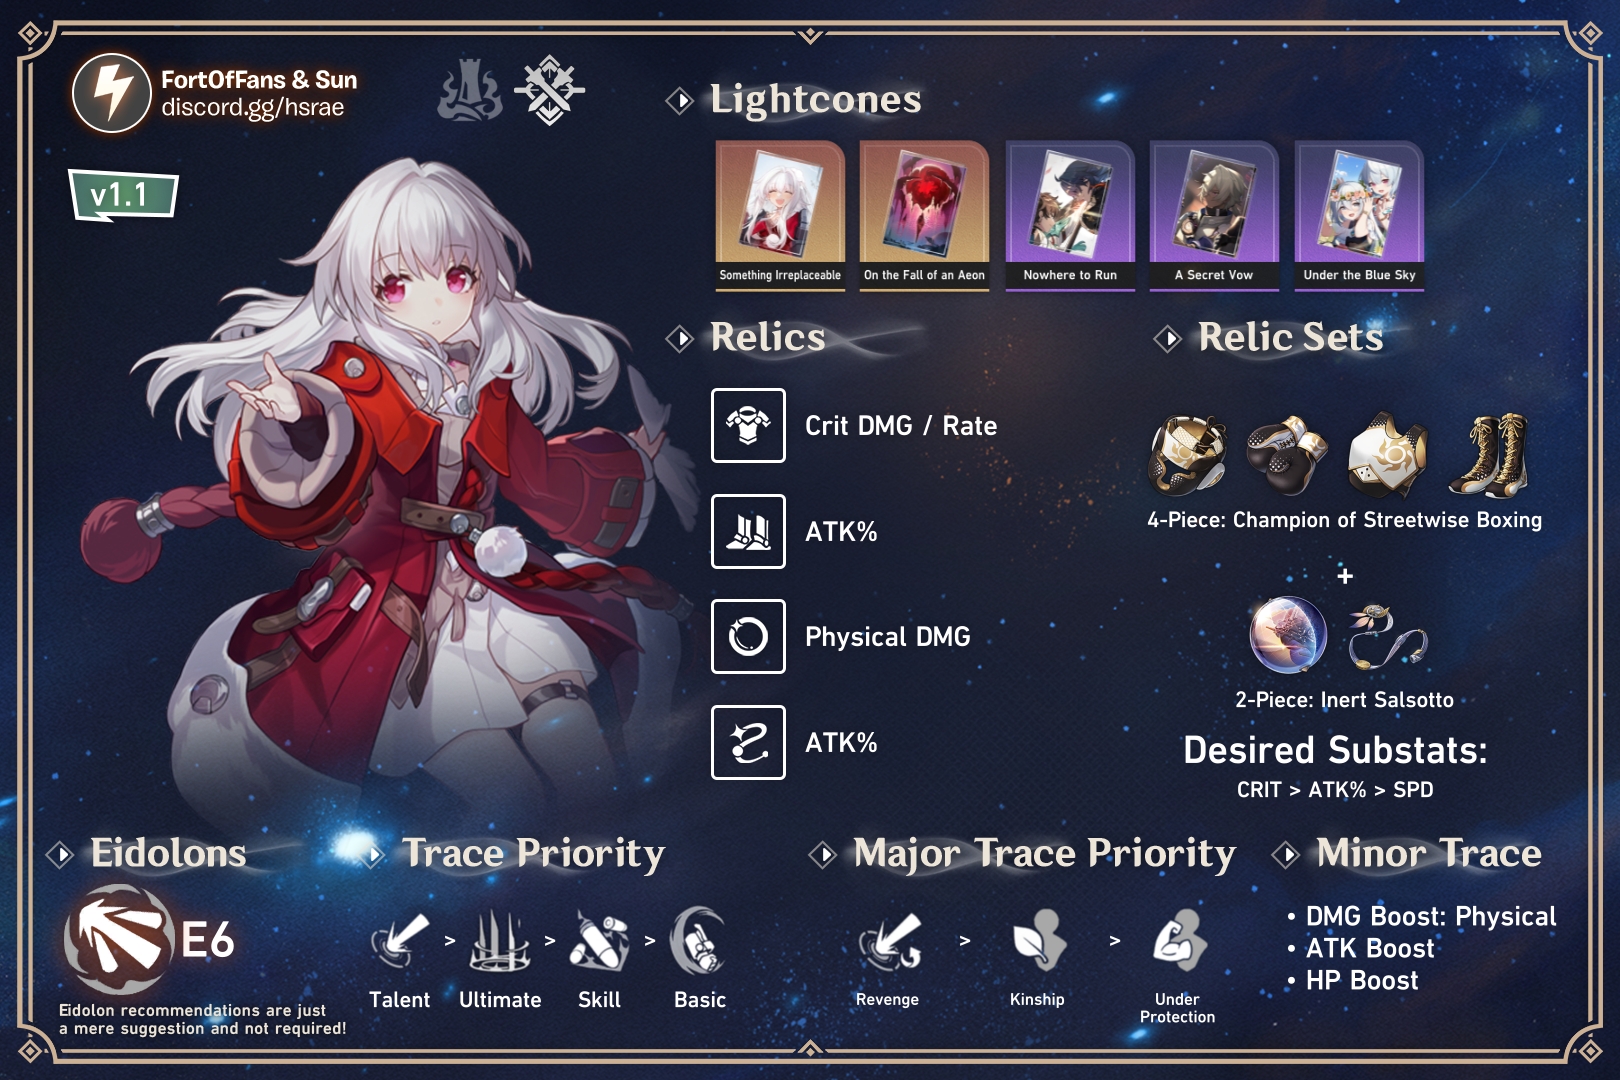 FortOfFans & Sun
discord.gg/hsrae
v1.1
Lightcones
Something Irreplaceable
On the Fall of an Aeon
Nowhere to Run
A Secret Vow
Under the Blue Sky
Relics
Crit DMG / Rate
ATK%
Physical DMG
ATK%
Relic Sets
4-Piece: Champion of Streetwise Boxing
+
2-Piece: Inert Salsotto
Desired Substats:
CRIT > ATK% > SPD
Eidolons
E6
Eidolon recommendations are just
a mere suggestion and not required!
Trace Priority
Talent > Ultimate > Skill > Basic
Major Trace Priority
Revenge > Kinship > Under
Protection
Minor Trace
• DMG Boost: Physical
• ATK Boost
• HP Boost